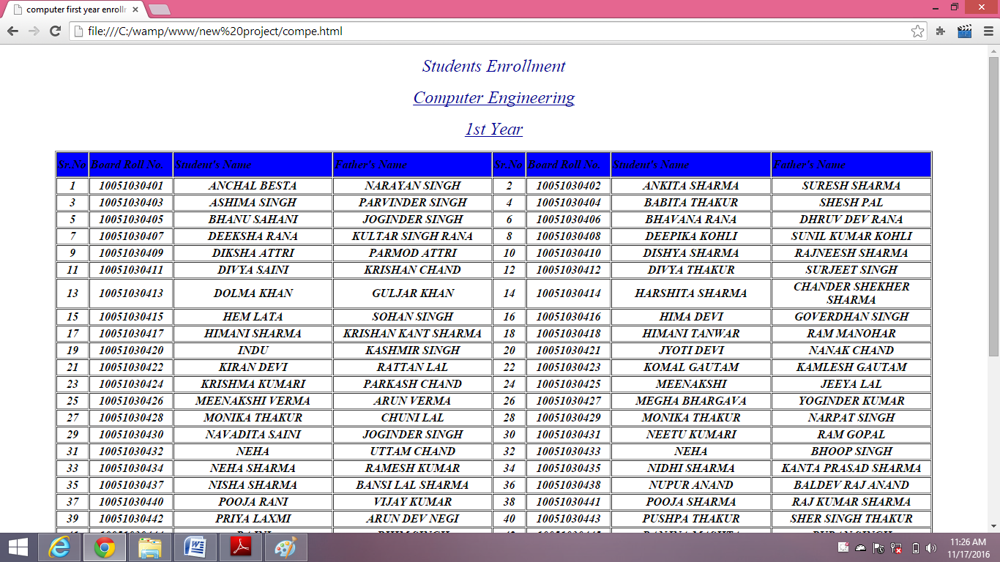 computer first year enrollm
file:///C:/wamp/www/new%20project/compe.html
Students Enrollment
Computer Engineering
1st Year
Sr.No Board Roll No. Student's Name Father's Name Sr.No Board Roll No. Student's Name Father's Name
1 10051030401 ANCHAL BESTA NARAYAN SINGH 2 10051030402 ANKITA SHARMA SURESH SHARMA
3 10051030403 ASHIMA SINGH PARVINDER SINGH 4 10051030404 BABITA THAKUR SHESH PAL
5 10051030405 BHANU SAHANI JOGINDER SINGH 6 10051030406 BHAVANA RANA DHRUV DEV RANA
7 10051030407 DEEKSHA RANA KULTAR SINGH RANA 8 10051030408 DEEPIKA KOHLI SUNIL KUMAR KOHLI
9 10051030409 DIKSHA ATTRI PARMOD ATTRI 10 10051030410 DISHYA SHARMA RAJNEESH SHARMA
11 10051030411 DIVYA SAINI KRISHAN CHAND 12 10051030412 DIVYA THAKUR SURJEET SINGH
13 10051030413 DOLMA KHAN GULJAR KHAN 14 10051030414 HARSHITA SHARMA CHANDER SHEKHER
SHARMA
15 10051030415 HEM LATA SOHAN SINGH 16 10051030416 HIMA DEVI GOVERDHAN SINGH
17 10051030417 HIMANI SHARMA KRISHAN KANT SHARMA 18 10051030418 HIMANI TANWAR RAM MANOHAR
19 10051030420 INDU KASHMIR SINGH 20 10051030421 JYOTI DEVI NANAK CHAND
21 10051030422 KIRAN DEVI RATTAN LAL 22 10051030423 KOMAL GAUTAM KAMLESH GAUTAM
23 10051030424 KRISHMA KUMARI PARKASH CHAND 24 10051030425 MEENAKSHI JEEYA LAL
25 10051030426 MEENAKSHI VERMA ARUN VERMA 26 10051030427 MEGHA BHARGAVA YOGINDER KUMAR
27 10051030428 MONIKA THAKUR CHUNI LAL 28 10051030429 MONIKA THAKUR NARPAT SINGH
29 10051030430 NAVADITA SAINI JOGINDER SINGH 30 10051030431 NEETU KUMARI RAM GOPAL
31 10051030432 NEHA UTTAM CHAND 32 10051030433 NEHA BHOOP SINGH
33 10051030434 NEHA SHARMA RAMESH KUMAR 34 10051030435 NIDHI SHARMA KANTA PRASAD SHARMA
35 10051030437 NISHA SHARMA BANSI LAL SHARMA 36 10051030438 NUPUR ANAND BALDEV RAJ ANAND
37 10051030440 POOJA RANI VIJAY KUMAR 38 10051030441 POOJA SHARMA RAJ KUMAR SHARMA
39 10051030442 PRIYA LAXMI ARUN DEV NEGI 40 10051030443 PUSHPA THAKUR SHER SINGH THAKUR
11:26 AM
11/17/2016